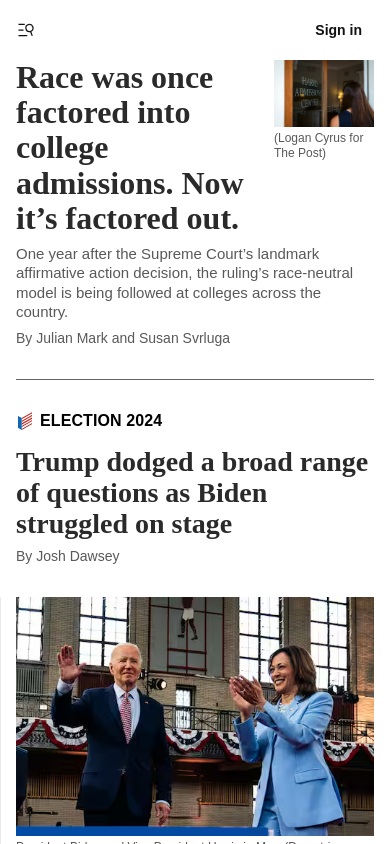 Sign in
Race was once
factored into
college
admissions. Now
it’s factored out.
(Logan Cyrus for
The Post)
One year after the Supreme Court’s landmark
affirmative action decision, the ruling’s race-neutral
model is being followed at colleges across the
country.
By Julian Mark and Susan Svrluga
ELECTION 2024
Trump dodged a broad range
of questions as Biden
struggled on stage
By Josh Dawsey